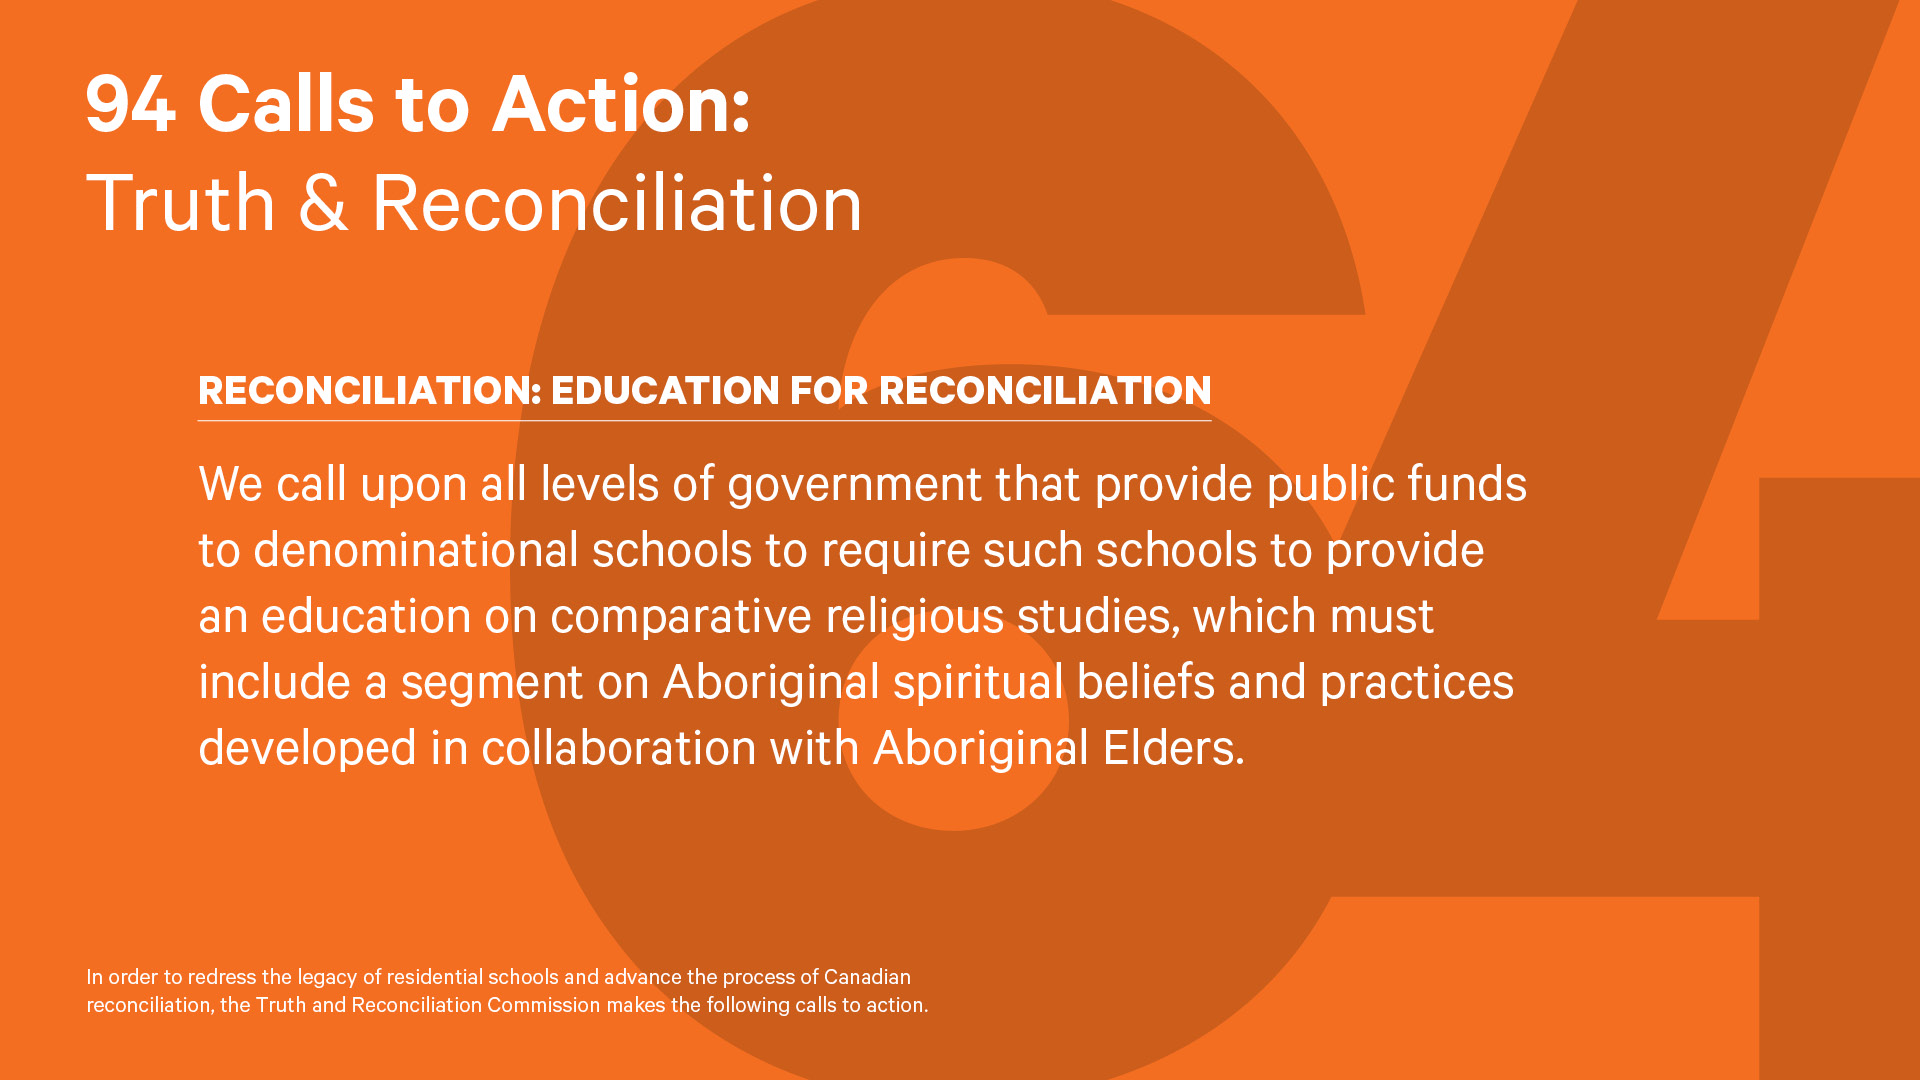 94 Calls to Action:
Truth & Reconciliation
64
RECONCILIATION: EDUCATION FOR RECONCILIATION
We call upon all levels of government that provide public funds
to denominational schools to require such schools to provide
an education on comparative religious studies, which must
include a segment on Aboriginal spiritual beliefs and practices
developed in collaboration with Aboriginal Elders.
In order to redress the legacy of residential schools and advance the process of Canadian
reconciliation, the Truth and Reconciliation Commission makes the following calls to action.